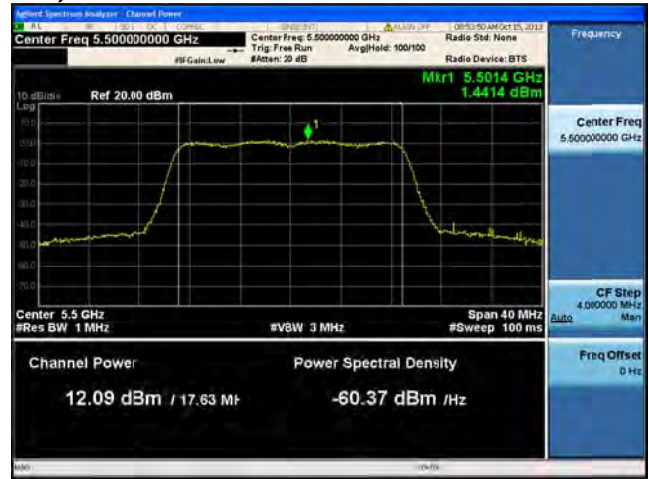 Agilent Spectrum Analyzer - Channel Power
Center Freq 5.500000000 GHz
#IFGain:Low
Center Freq: 5.500000000 GHz
Trig: Free Run Avg|Hold: 100/100
#Atten: 20 dB
ALIGN OFF
08:53:50 AM Oct 15, 2013
Radio Std: None
Radio Device: BTS
Frequency
Mkr1 5.5014 GHz
1.4414 dBm
10 dB/div Ref 20.00 dBm
Log
1
Center Freq
5.500000000 GHz
Center 5.5 GHz
Span 40 MHz
#Res BW 1 MHz
#VBW 3 MHz
#Sweep 100 ms
CF Step
4.000000 MHz
Auto Man
Freq Offset
0 Hz
Channel Power
Power Spectral Density
12.09 dBm / 17.63 MH
-60.37 dBm /Hz
MSG